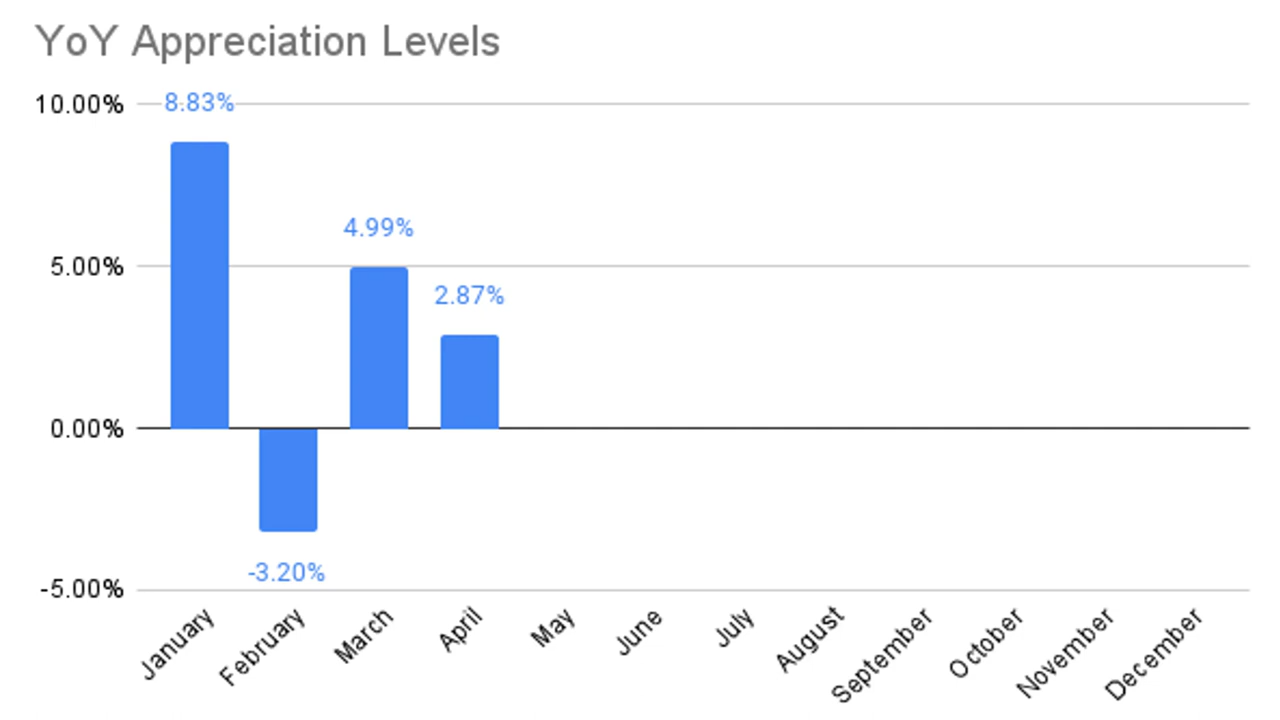 YoY Appreciation Levels
10.00%
8.83%
4.99%
5.00%
2.87%
0.00%
-3.20%
-5.00%
January
February
March
April
May
June
July
August
September
October
November
December